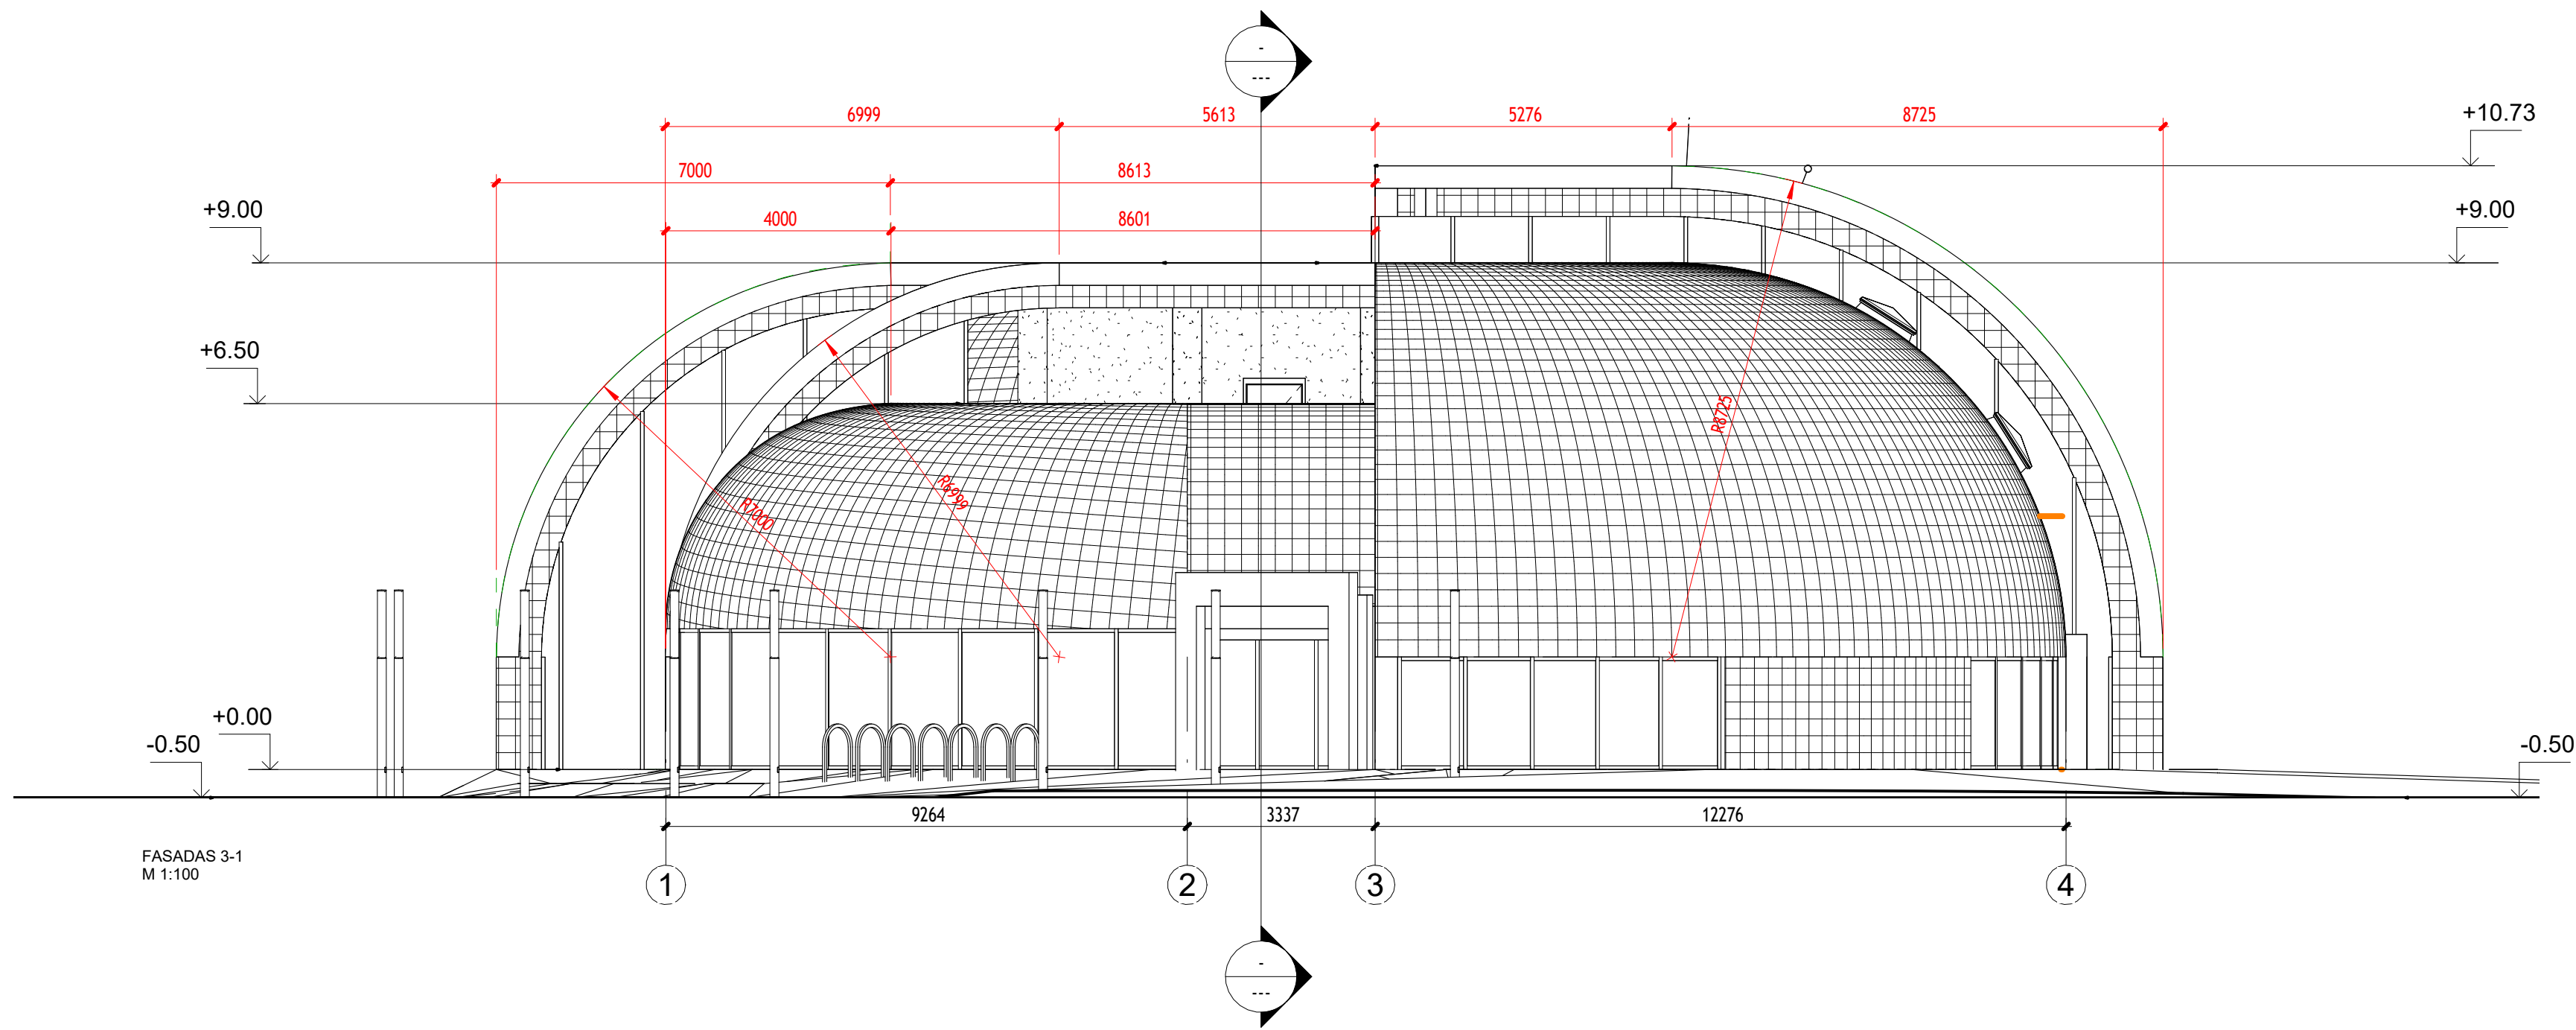 -
---
6999 5613 5276 8725
+10.73
7000 8613
+9.00 4000 8601 +9.00
+6.50
R8725
R7000 R6999
+0.00
-0.50 -0.50
9264 3337 12276
FASADAS 3-1
M 1:100
1 2 3 4
-
---